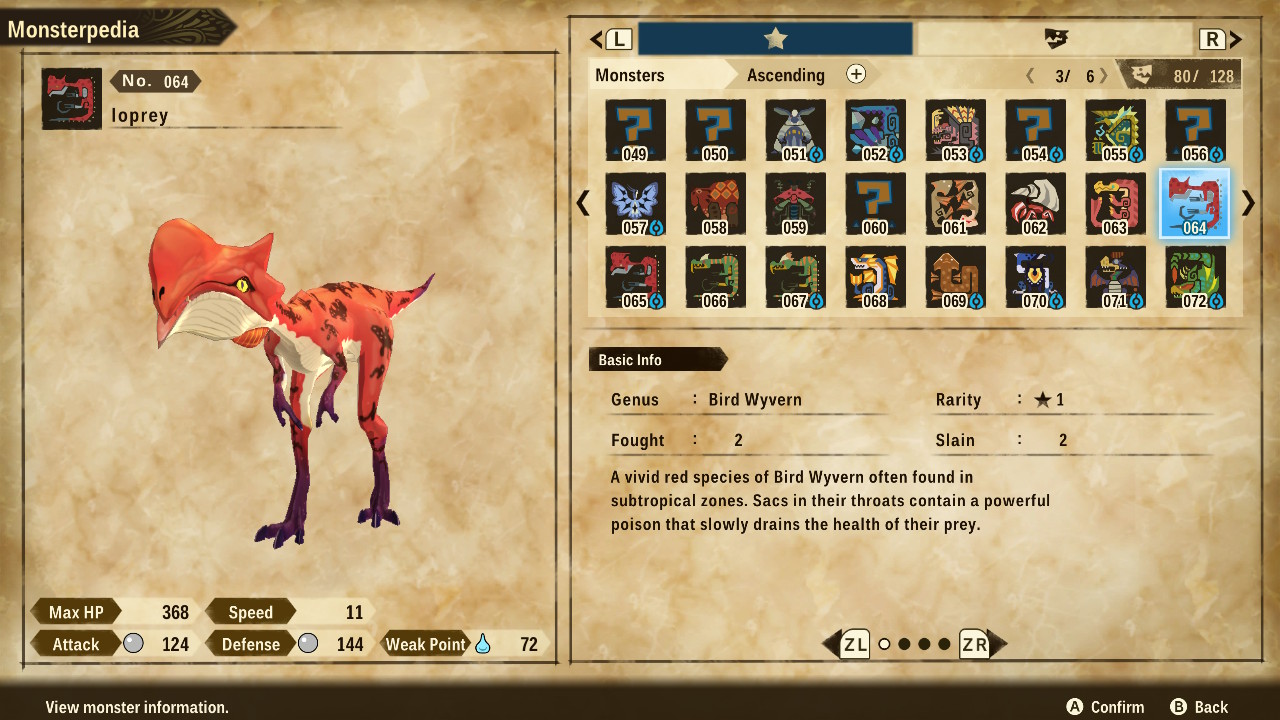 Monsterpedia
No. 064
Ioprey
Max HP 368
Speed 11
Attack 124
Defense 144
Weak Point 72
L
R
Monsters
Ascending
3/ 6
80/ 128
049 050 051 052 053 054 055 056
057 058 059 060 061 062 063 064
065 066 067 068 069 070 071 072
Basic Info
Genus : Bird Wyvern
Rarity : 1
Fought : 2
Slain : 2
A vivid red species of Bird Wyvern often found in
subtropical zones. Sacs in their throats contain a powerful
poison that slowly drains the health of their prey.
ZL
ZR
View monster information.
A Confirm
B Back